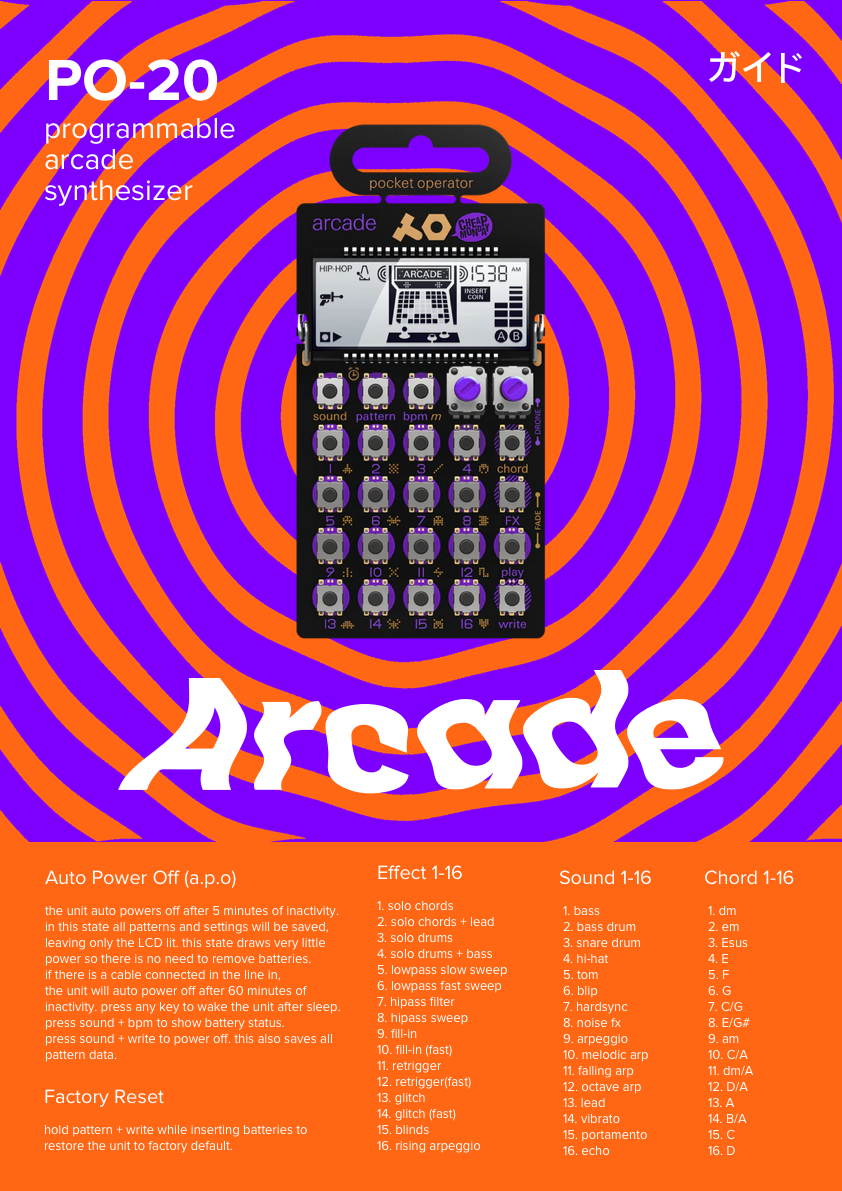 PO-20
ガイド
programmable
arcade
synthesizer
pocket operator
arcade
CHEAP
MONDAY
HIP-HOP
ARCADE
1538 AM
INSERT
COIN
A B
sound pattern bpm m
DRONE
1 2 3 4 chord
5 6 7 8 FX
FADE
9 10 11 12 play
13 14 15 16 write
Arcade
Auto Power Off (a.p.o)
the unit auto powers off after 5 minutes of inactivity.
in this state all patterns and settings will be saved,
leaving only the LCD lit. this state draws very little
power so there is no need to remove batteries.
if there is a cable connected in the line in,
the unit will auto power off after 60 minutes of
inactivity. press any key to wake the unit after sleep.
press sound + bpm to show battery status.
press sound + write to power off. this also saves all
pattern data.
Factory Reset
hold pattern + write while inserting batteries to
restore the unit to factory default.
Effect 1-16
1. solo chords
2. solo chords + lead
3. solo drums
4. solo drums + bass
5. lowpass slow sweep
6. lowpass fast sweep
7. hipass filter
8. hipass sweep
9. fill-in
10. fill-in (fast)
11. retrigger
12. retrigger(fast)
13. glitch
14. glitch (fast)
15. blinds
16. rising arpeggio
Sound 1-16
1. bass
2. bass drum
3. snare drum
4. hi-hat
5. tom
6. blip
7. hardsync
8. noise fx
9. arpeggio
10. melodic arp
11. falling arp
12. octave arp
13. lead
14. vibrato
15. portamento
16. echo
Chord 1-16
1. dm
2. em
3. Esus
4. E
5. F
6. G
7. C/G
8. E/G#
9. am
10. C/A
11. dm/A
12. D/A
13. A
14. B/A
15. C
16. D